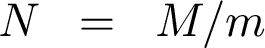 N = M/m